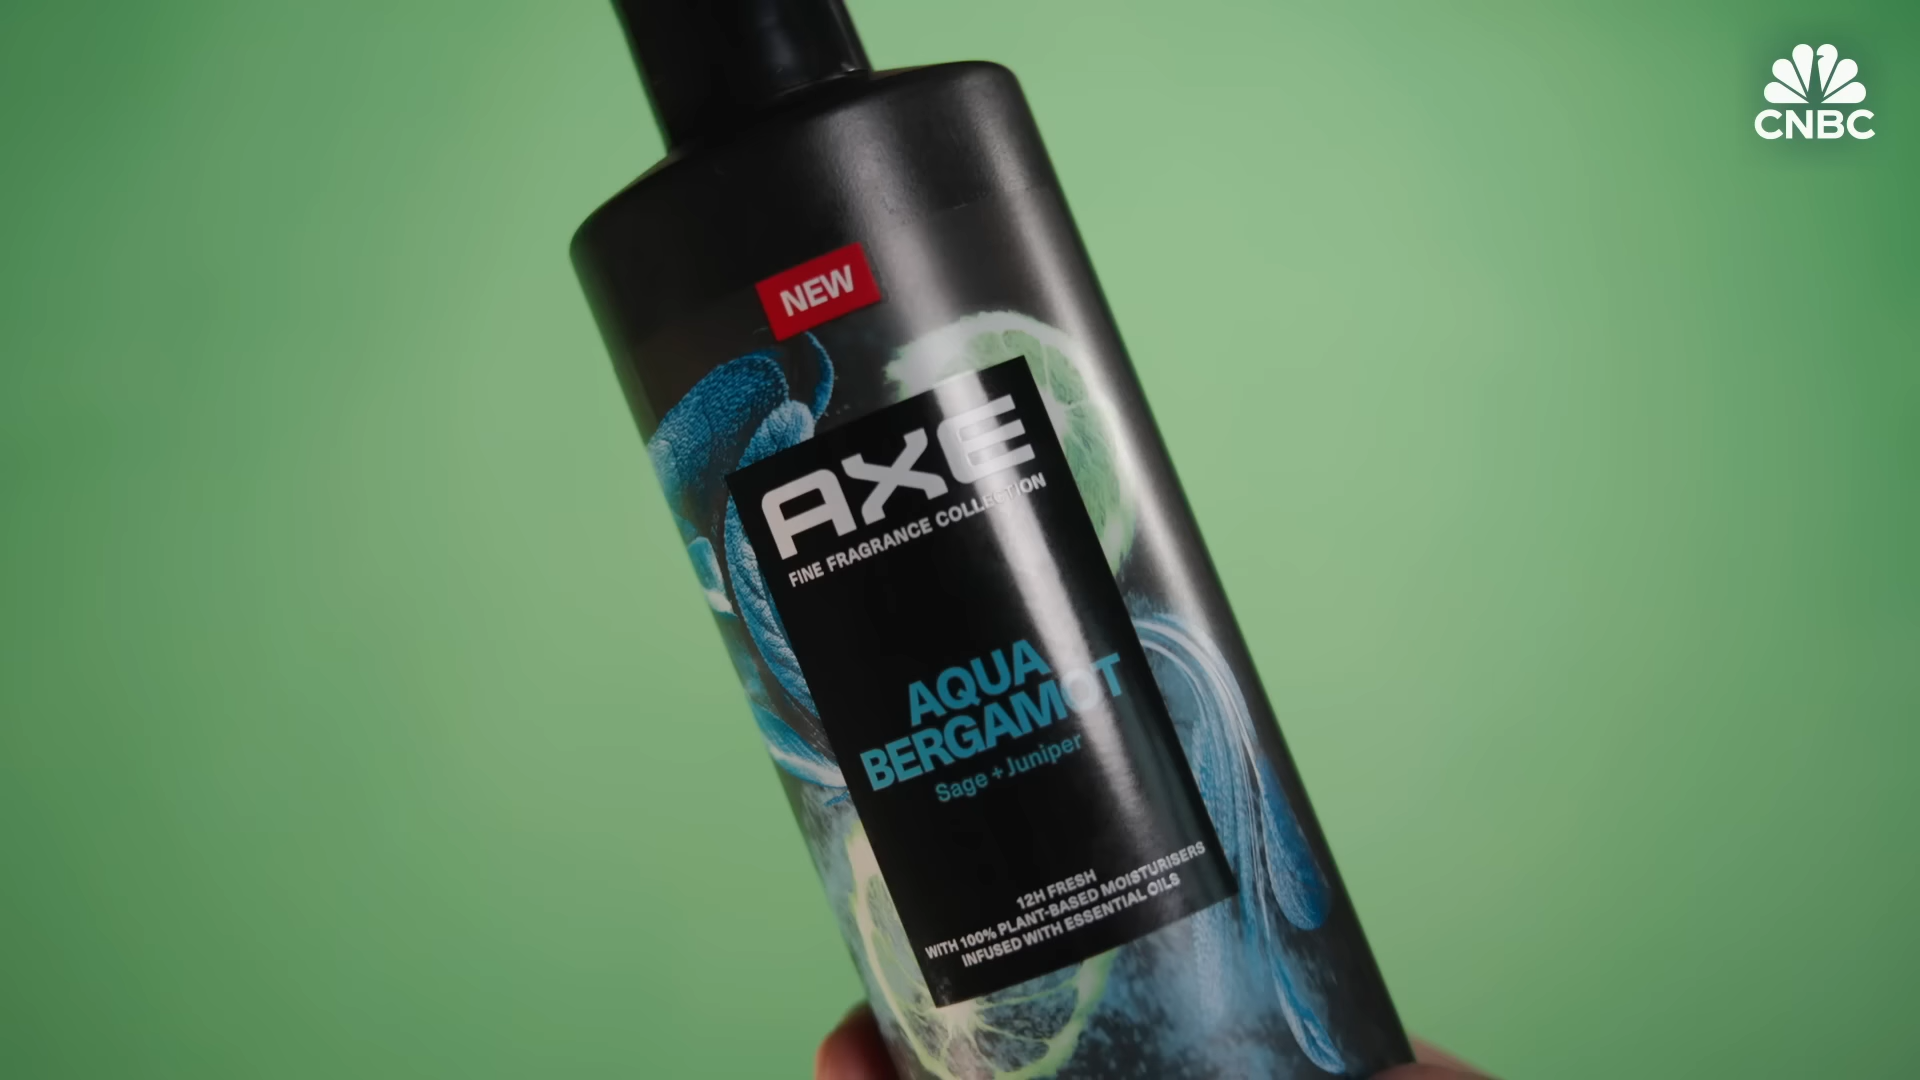 CNBC
NEW
AXE
FINE FRAGRANCE COLLECTION
AQUA
BERGAMOT
Sage + Juniper
12H FRESH
WITH 100% PLANT-BASED MOISTURISERS
INFUSED WITH ESSENTIAL OILS